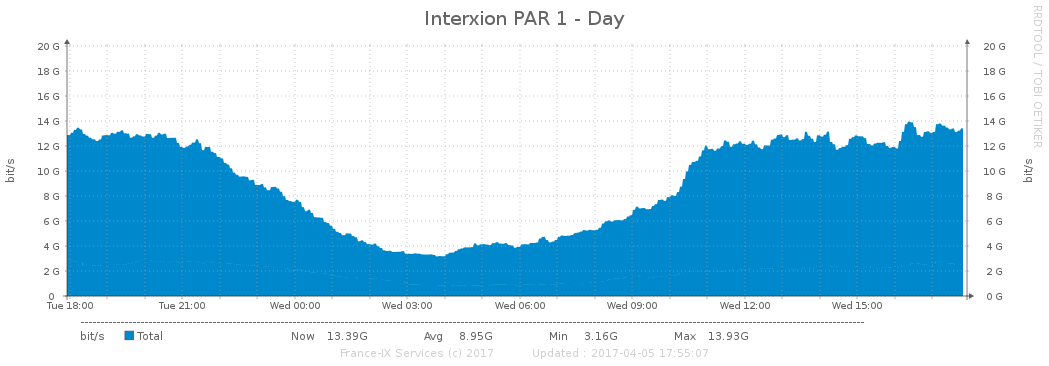 Interxion PAR 1 - Day
RRDTOOL / TOBI OETIKER
bit/s
20 G 20 G
18 G 18 G
16 G 16 G
14 G 14 G
12 G 12 G
10 G 10 G
8 G 8 G
6 G 6 G
4 G 4 G
2 G 2 G
0 0 G
bit/s
Tue 18:00 Tue 21:00 Wed 00:00 Wed 03:00 Wed 06:00 Wed 09:00 Wed 12:00 Wed 15:00
bit/s Total Now 13.39G Avg 8.95G Min 3.16G Max 13.93G
France-IX Services (c) 2017 Updated : 2017-04-05 17:55:07